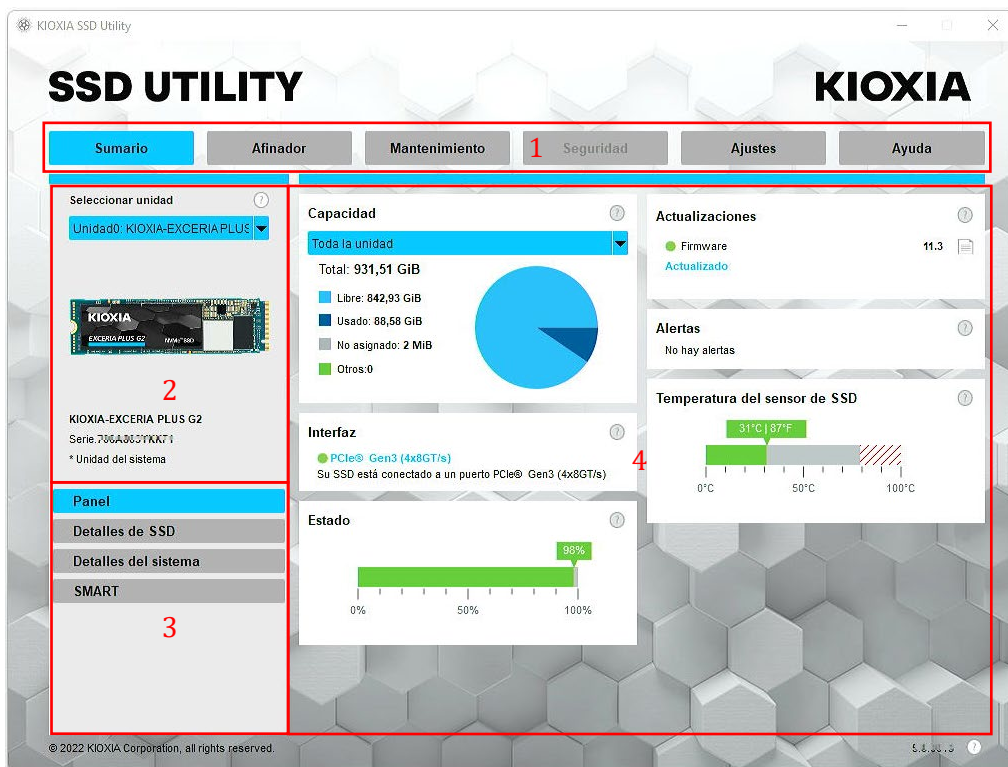 KIOXIA SSD Utility
SSD UTILITY
KIOXIA
Sumario
Afinador
Mantenimiento
1
Seguridad
Ajustes
Ayuda
Seleccionar unidad
?
Unidad0: KIOXIA-EXCERIA PLUS
KIOXIA
EXCERIA PLUS G2
NVMe™ SSD
2
KIOXIA-EXCERIA PLUS G2
Serie.
* Unidad del sistema
Panel
Detalles de SSD
Detalles del sistema
SMART
3
Capacidad
?
Toda la unidad
Total: 931,51 GiB
Libre: 842,93 GiB
Usado: 88,58 GiB
No asignado: 2 MiB
Otros:0
Interfaz
?
PCIe® Gen3 (4x8GT/s)
Su SSD está conectado a un puerto PCIe® Gen3 (4x8GT/s)
4
Estado
?
98%
0%
50%
100%
Actualizaciones
?
Firmware
11.3
Actualizado
Alertas
?
No hay alertas
Temperatura del sensor de SSD
?
31°C | 87°F
0°C
50°C
100°C
© 2022 KIOXIA Corporation, all rights reserved.
?